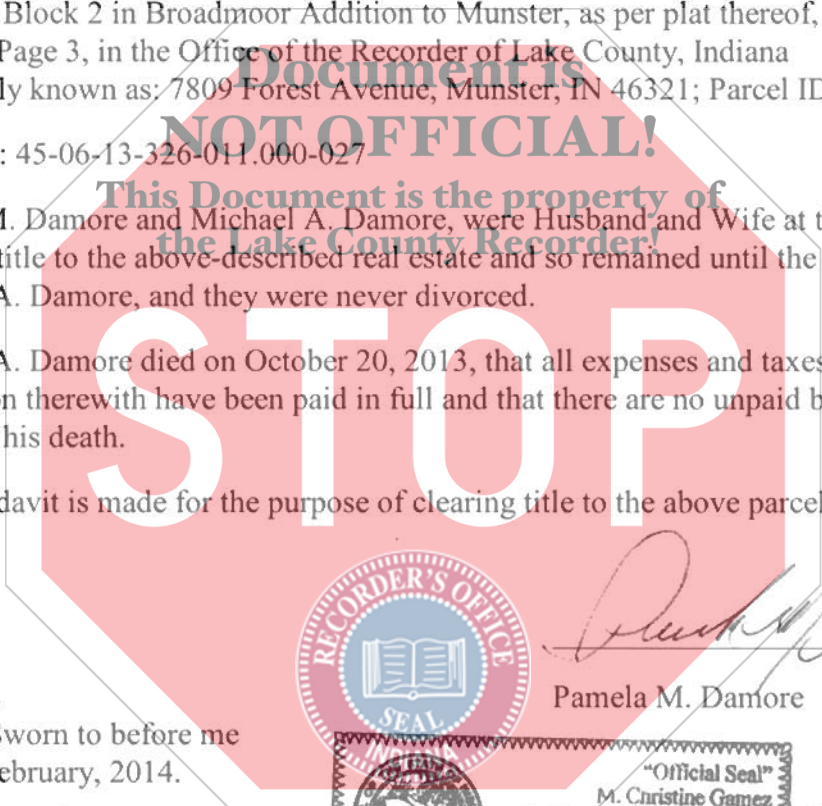 Block 2 in Broadmoor Addition to Munster, as per plat thereof,
Page 3, in the Office of the Recorder of Lake County, Indiana
Document is
ly known as: 7809 Forest Avenue, Munster, IN 46321; Parcel ID
NOT OFFICIAL!
: 45-06-13-326-011.000-027
This Document is the property of
M. Damore and Michael A. Damore, were Husband and Wife at t
the Lake County Recorder!
title to the above-described real estate and so remained until the
A. Damore, and they were never divorced.
STOP
A. Damore died on October 20, 2013, that all expenses and taxes
n therewith have been paid in full and that there are no unpaid b
his death.
davit is made for the purpose of clearing title to the above parcel
RECORDER'S OFFICE
SEAL
INDIANA
Pamela M. Damore
Sworn to before me
ebruary, 2014.
"Official Seal"
M. Christine Gamez